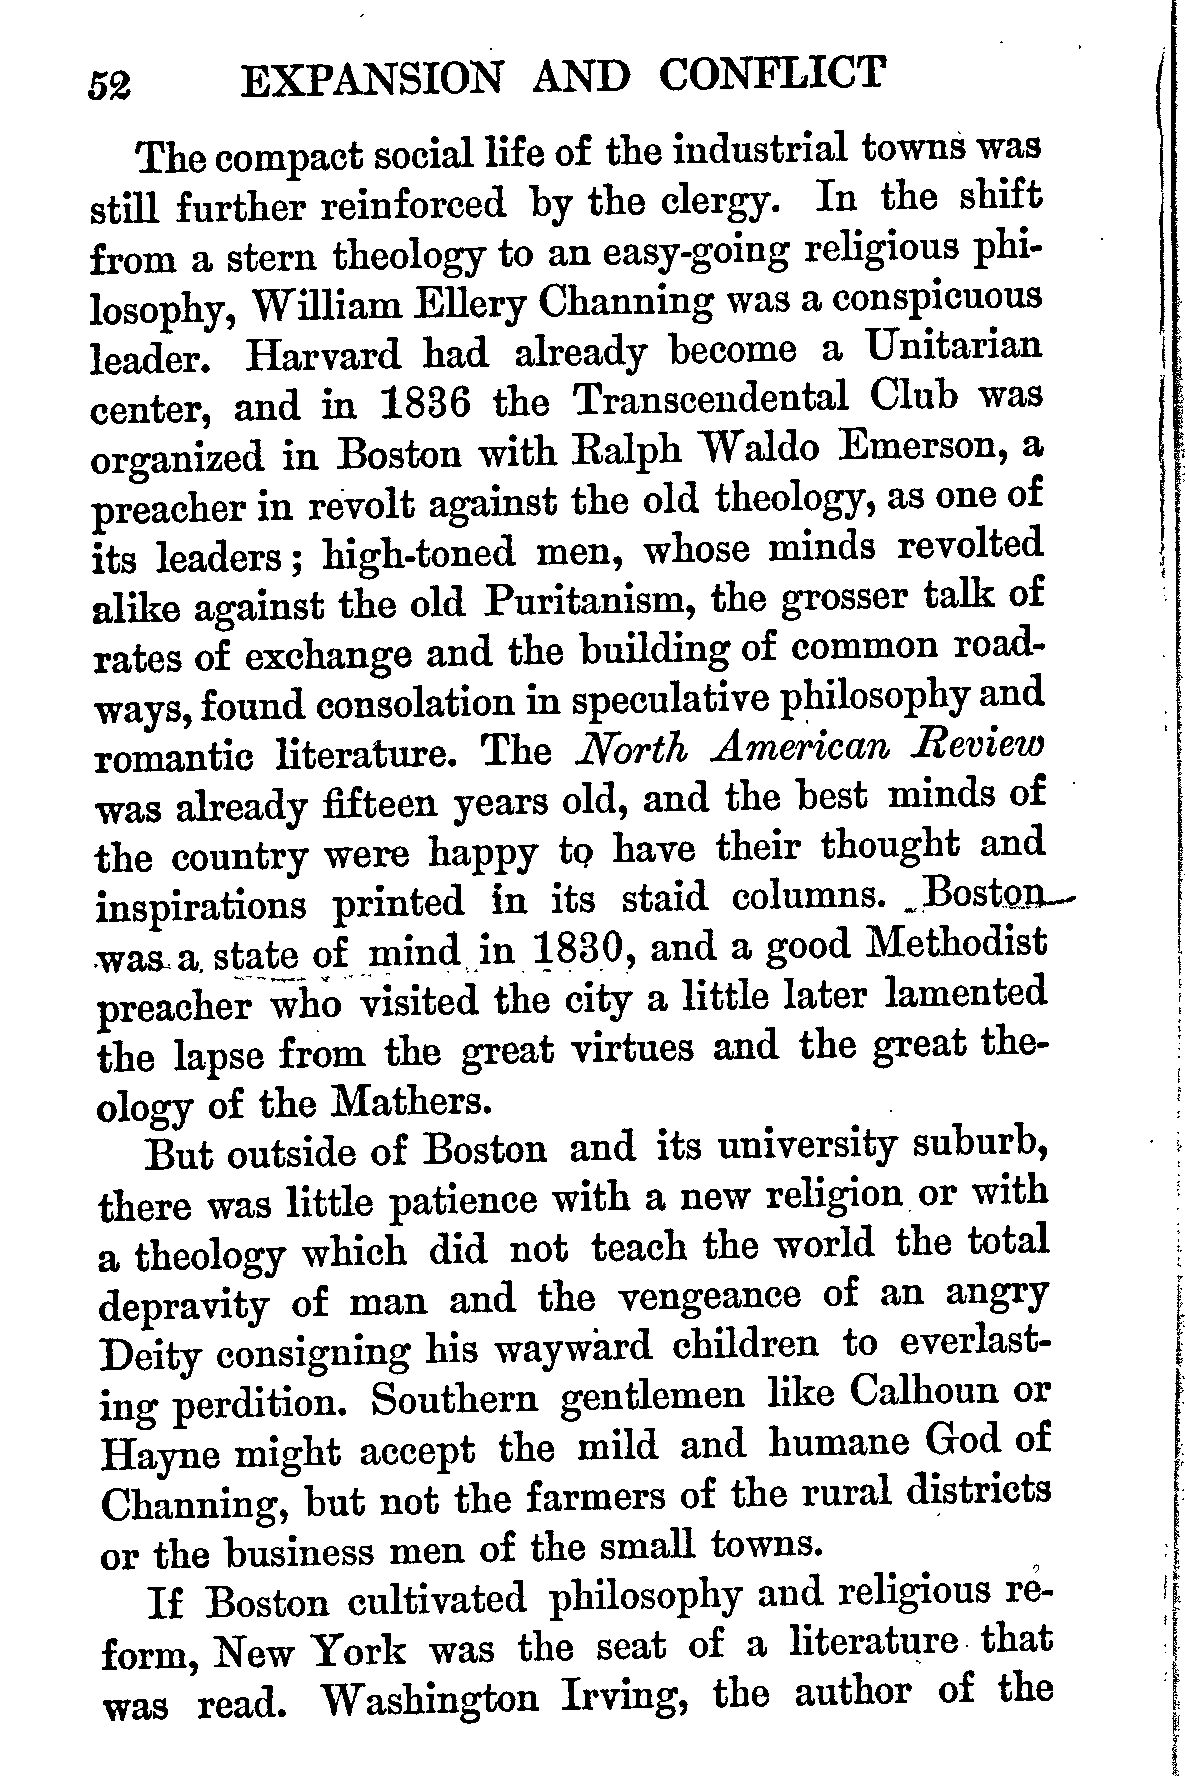 52 EXPANSION AND CONFLICT
The compact social life of the industrial towns was
still further reinforced by the clergy. In the shift
from a stern theology to an easy-going religious phi-
losophy, William Ellery Channing was a conspicuous
leader. Harvard had already become a Unitarian
center, and in 1836 the Transcendental Club was
organized in Boston with Ralph Waldo Emerson, a
preacher in revolt against the old theology, as one of
its leaders; high-toned men, whose minds revolted
alike against the old Puritanism, the grosser talk of
rates of exchange and the building of common road-
ways, found consolation in speculative philosophy and
romantic literature. The North American Review
was already fifteen years old, and the best minds of
the country were happy to have their thought and
inspirations printed in its staid columns. Boston
was a state of mind in 1830, and a good Methodist
preacher who visited the city a little later lamented
the lapse from the great virtues and the great the-
ology of the Mathers.
But outside of Boston and its university suburb,
there was little patience with a new religion or with
a theology which did not teach the world the total
depravity of man and the vengeance of an angry
Deity consigning his wayward children to everlast-
ing perdition. Southern gentlemen like Calhoun or
Hayne might accept the mild and humane God of
Channing, but not the farmers of the rural districts
or the business men of the small towns.
If Boston cultivated philosophy and religious re-
form, New York was the seat of a literature that
was read. Washington Irving, the author of the